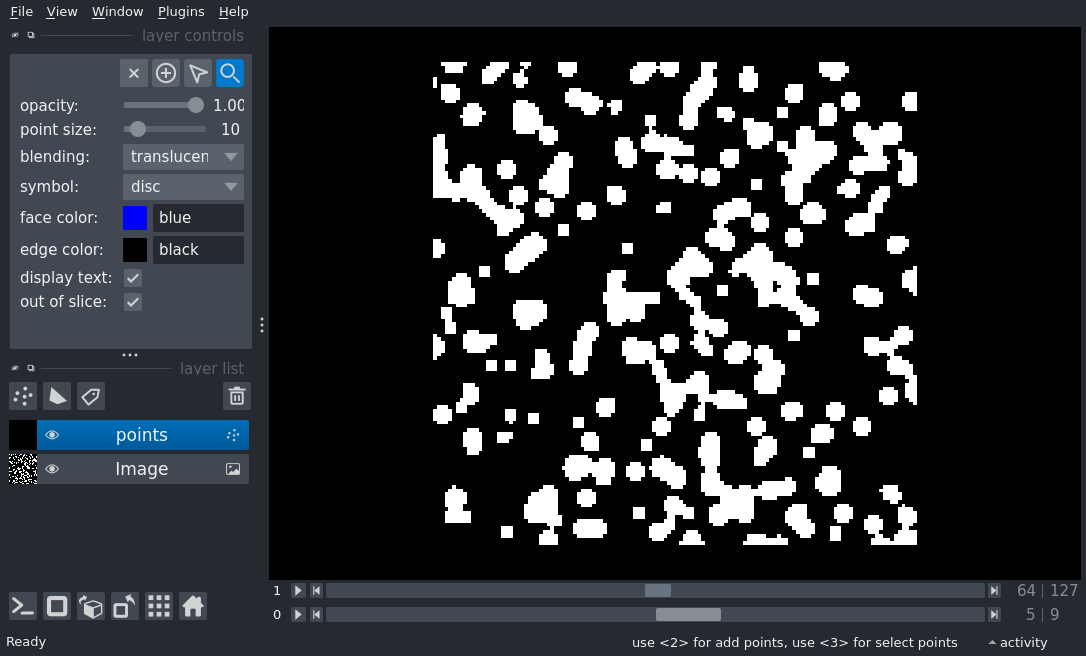 File View Window Plugins Help
layer controls
opacity: 1.00
point size: 10
blending: translucen
symbol: disc
face color: blue
edge color: black
display text:
out of slice:
layer list
points
Image
1 64 127
0 5 9
Ready use <2> for add points, use <3> for select points activity